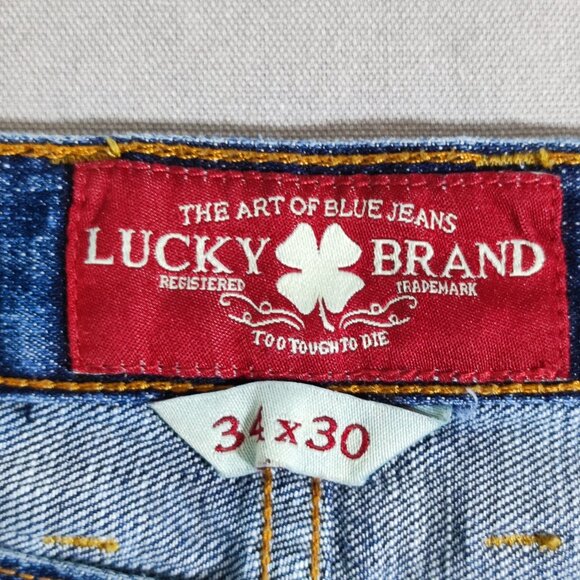 THE ART OF BLUE JEANS
LUCKY BRAND
REGISTERED TRADEMARK
TOO TOUGH TO DIE
34 x 30